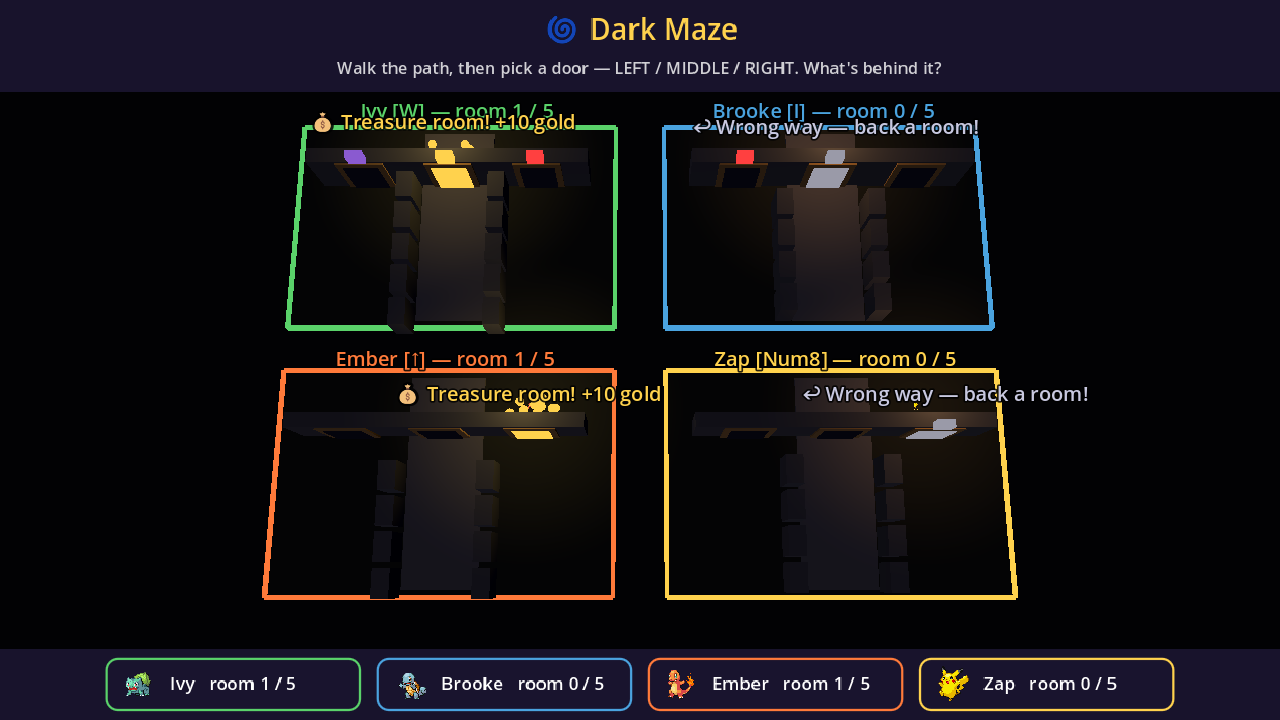 Dark Maze
Walk the path, then pick a door — LEFT / MIDDLE / RIGHT. What's behind it?
Ivy [W] — room 1 / 5
Treasure room! +10 gold
Brooke [I] — room 0 / 5
↩ Wrong way — back a room!
Ember [↑] — room 1 / 5
Treasure room! +10 gold
Zap [Num8] — room 0 / 5
↩ Wrong way — back a room!
Ivy room 1 / 5
Brooke room 0 / 5
Ember room 1 / 5
Zap room 0 / 5